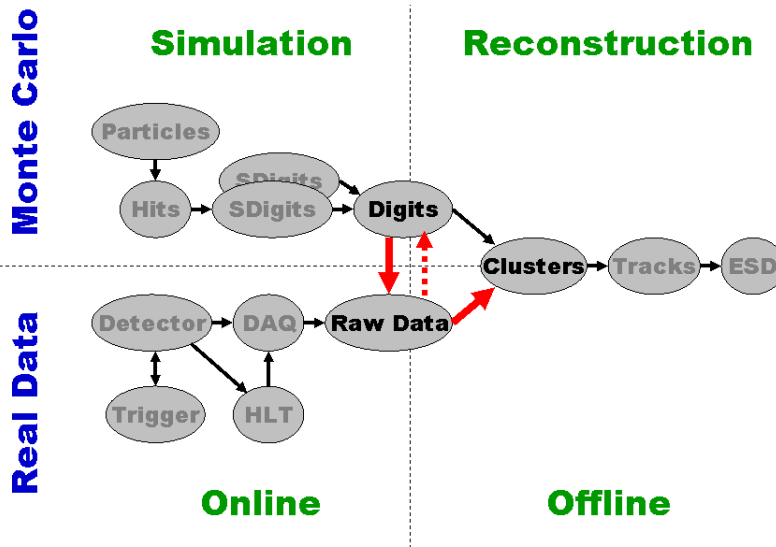 Simulation
Reconstruction
Monte Carlo
Particles
SDigits
Hits
SDigits
Digits
Clusters
Tracks
ESD
Real Data
Detector
DAQ
Raw Data
Trigger
HLT
Online
Offline